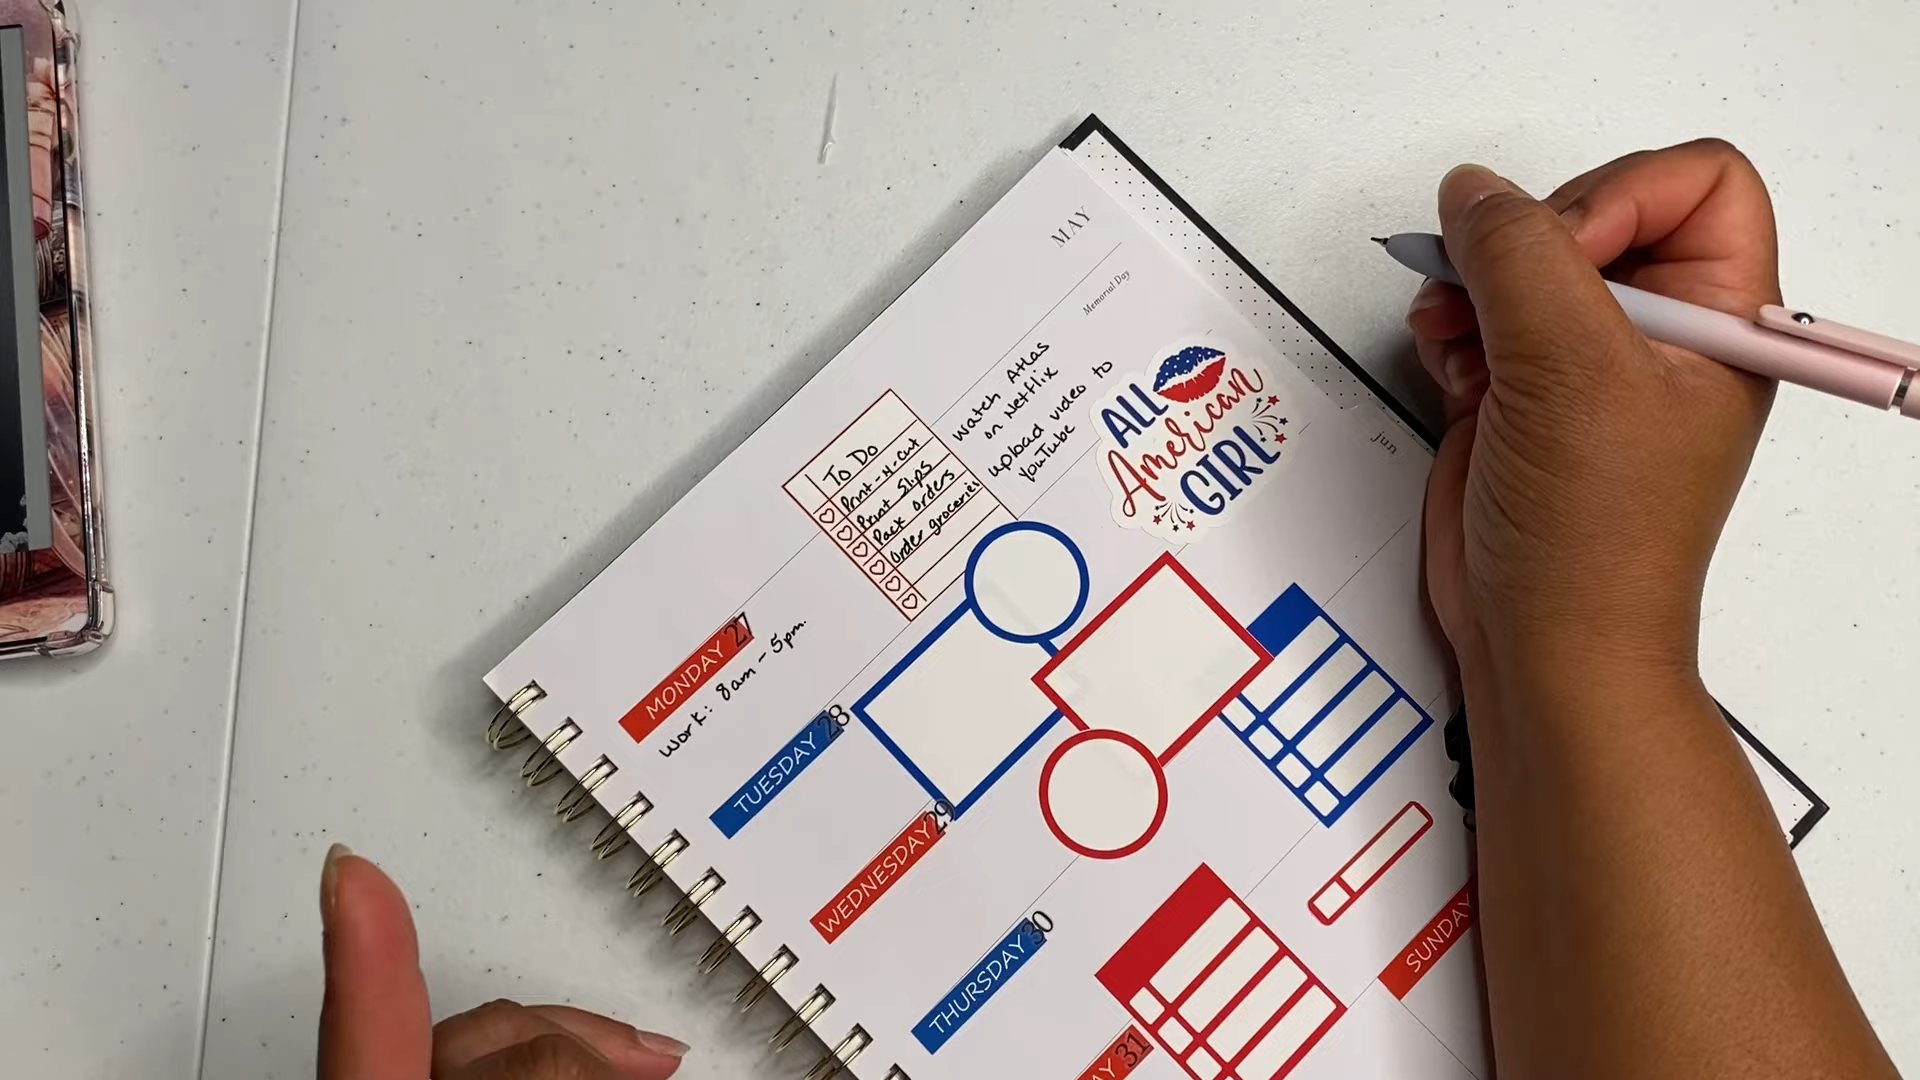 MAY
Memorial Day
MONDAY 27
Work: 8am - 5pm.
To Do
Print-N-Cut
Print Slips
Pack orders
Order groceries
Watch Atlas
on Netflix
upload video to
YouTube
ALL
American
GIRL
TUESDAY 28
WEDNESDAY 29
THURSDAY 30
AY 31
jun
SUNDAY